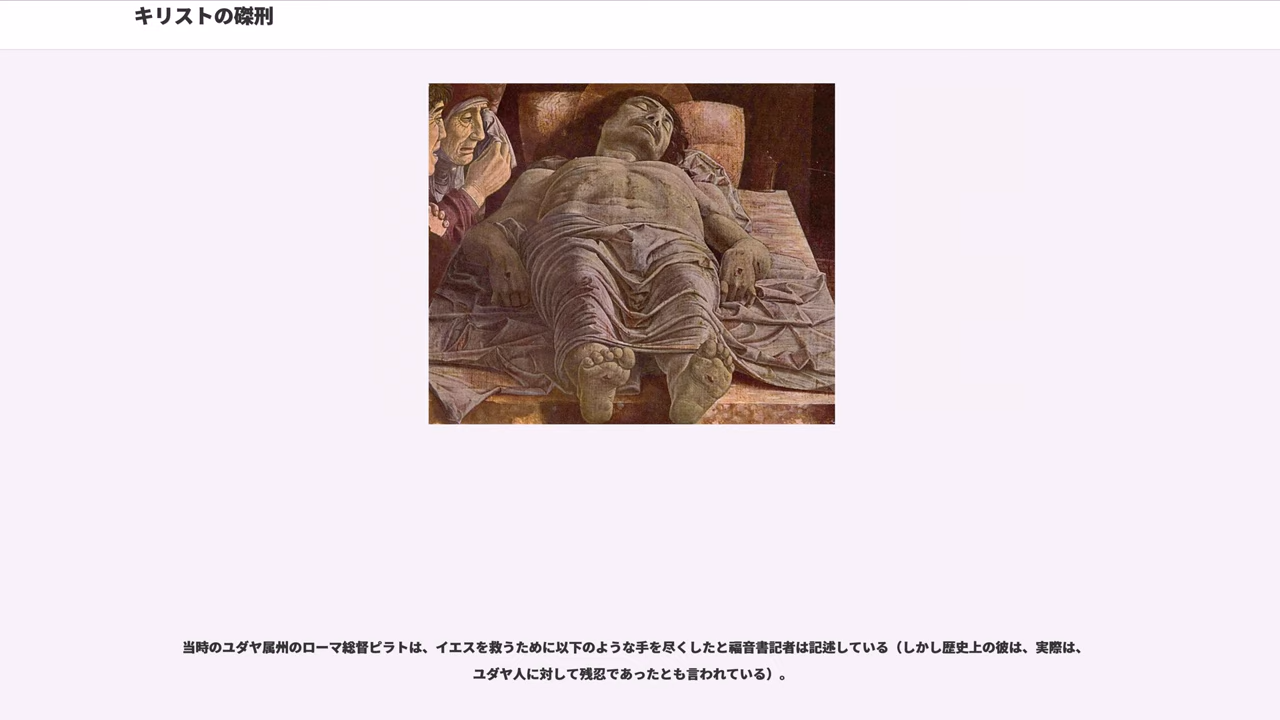 キリストの磔刑
当時のユダヤ属州のローマ総督ピラトは、イエスを救うために以下のような手を尽くしたと福音書記者は記述している（しかし歴史上の彼は、実際は、
ユダヤ人に対して残忍であったとも言われている）。